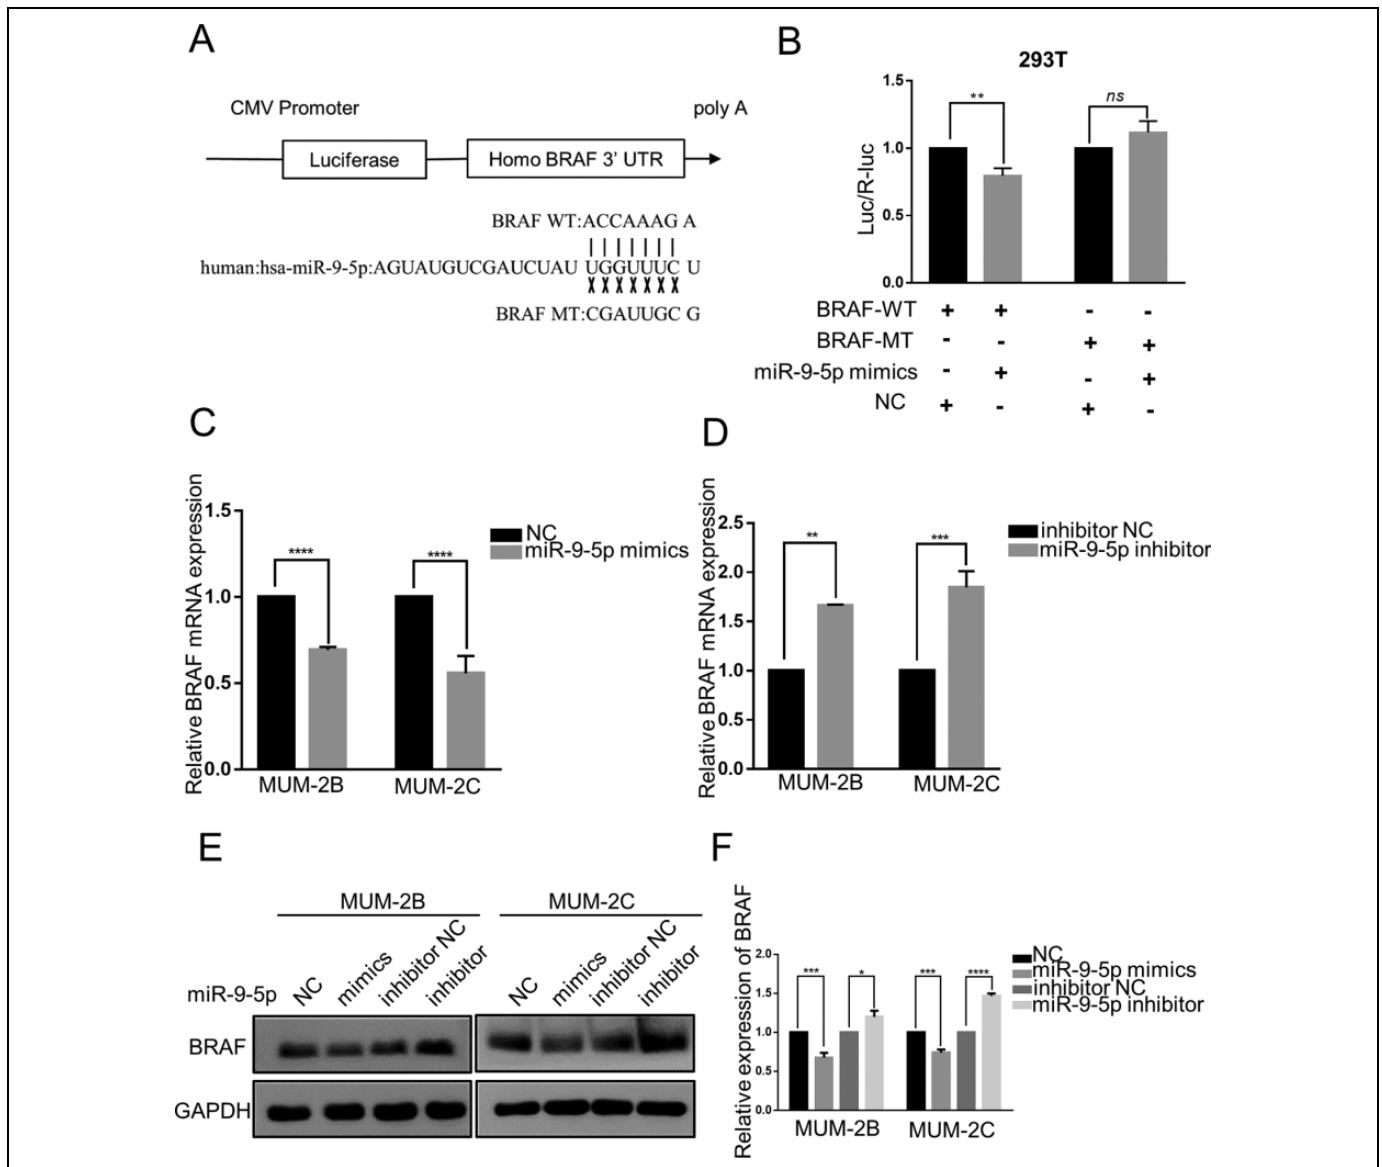 A
CMV Promoter
poly A
Luciferase
Homo BRAF 3' UTR
BRAF WT:ACCAAAG A
human:hsa-miR-9-5p:AGUAUGUCGAUCUAU UGGUUUC U
X X X X X X X
BRAF MT:CGAUUGC G
B
293T
Luc/R-luc
1.5
1.0
0.5
0.0
**
ns
BRAF-WT + + - -
BRAF-MT - - + +
miR-9-5p mimics - + - +
NC + - + -
C
Relative BRAF mRNA expression
1.5
1.0
0.5
0.0
****
****
NC
miR-9-5p mimics
MUM-2B
MUM-2C
D
Relative BRAF mRNA expression
2.5
2.0
1.5
1.0
0.5
0.0
**
***
inhibitor NC
miR-9-5p inhibitor
MUM-2B
MUM-2C
E
MUM-2B
MUM-2C
miR-9-5p
NC
mimics
inhibitor NC
inhibitor
NC
mimics
inhibitor NC
inhibitor
BRAF
GAPDH
F
Relative expression of BRAF
2.0
1.5
1.0
0.5
0.0
***
*
***
****
NC
miR-9-5p mimics
inhibitor NC
miR-9-5p inhibitor
MUM-2B
MUM-2C